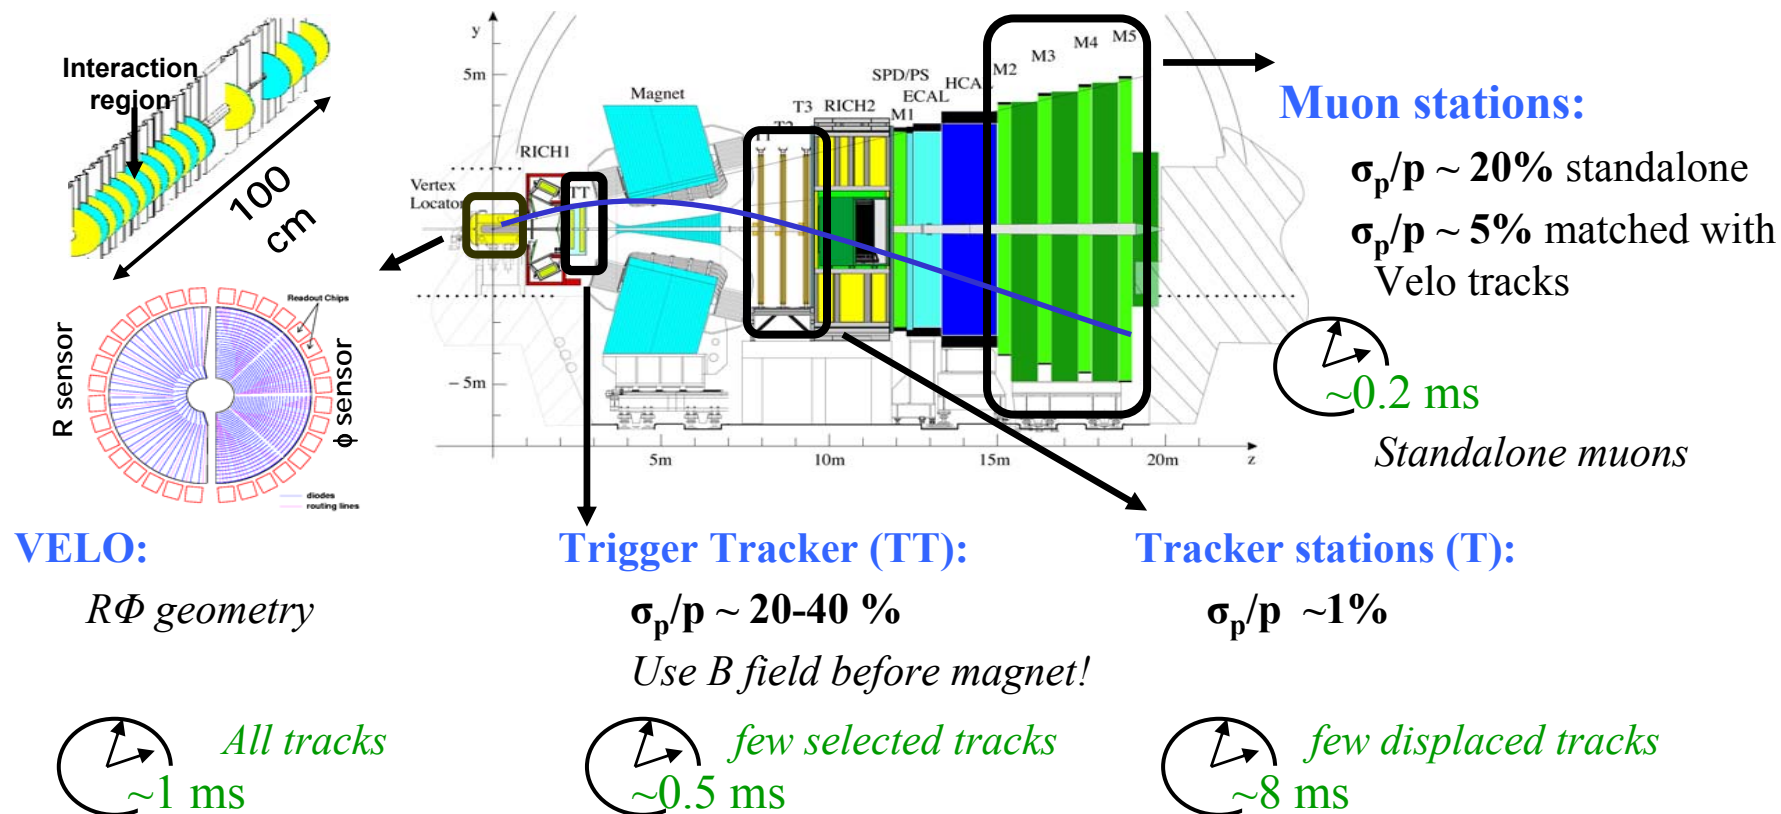 Interaction
region
100
cm
R sensor
ϕ sensor
Readout Chips
diodes
routing lines
y
5m
− 5m
Vertex
Locator
RICH1
TT
Magnet
T1
T2
T3
RICH2
M1
SPD/PS
ECAL
HCAL
M2
M3
M4
M5
5m
10m
15m
20m
z
Muon stations:
σp/p ~ 20% standalone
σp/p ~ 5% matched with
Velo tracks
~0.2 ms
Standalone muons
VELO:
RΦ geometry
All tracks
~1 ms
Trigger Tracker (TT):
σp/p ~ 20-40 %
Use B field before magnet!
few selected tracks
~0.5 ms
Tracker stations (T):
σp/p ~1%
few displaced tracks
~8 ms